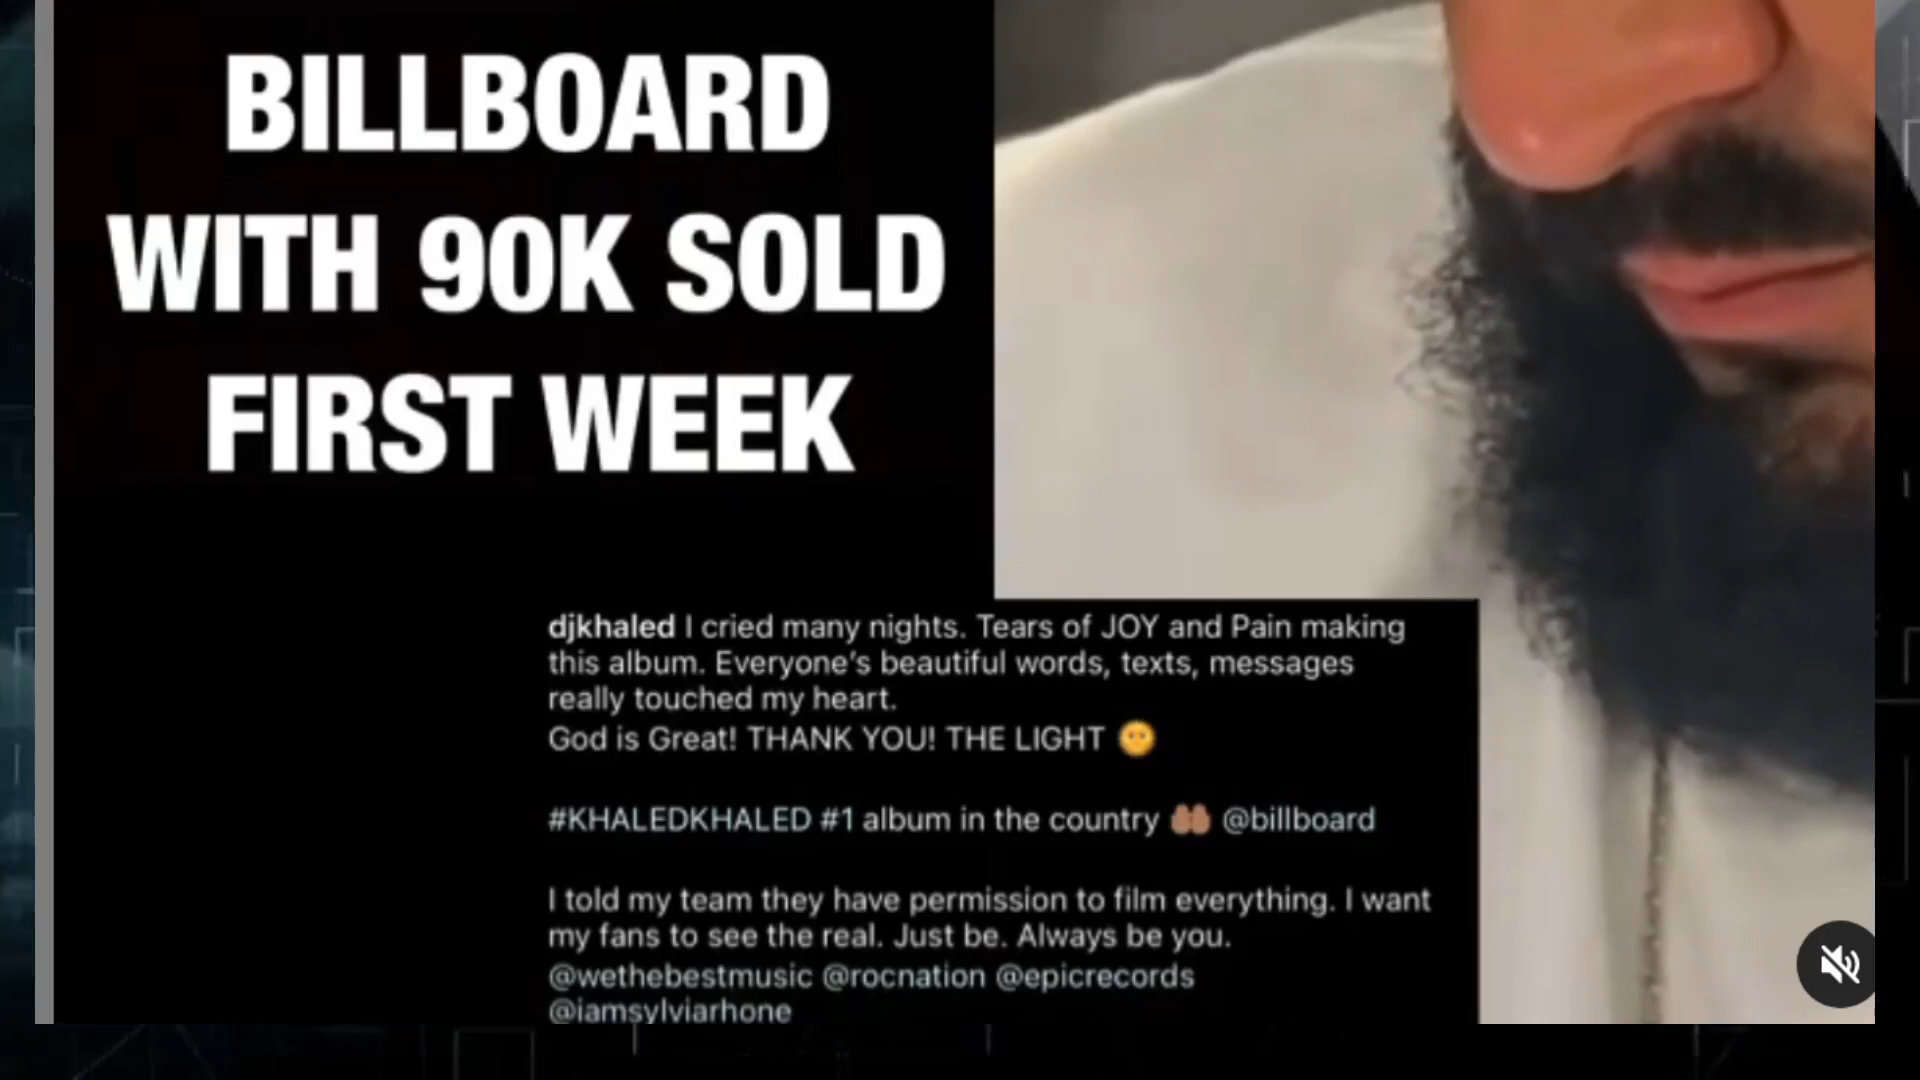 BILLBOARD
WITH 90K SOLD
FIRST WEEK
djkhaled I cried many nights. Tears of JOY and Pain making
this album. Everyone's beautiful words, texts, messages
really touched my heart.
God is Great! THANK YOU! THE LIGHT 🌞
#KHALEDKHALED #1 album in the country 🤲🏽 @billboard
I told my team they have permission to film everything. I want
my fans to see the real. Just be. Always be you.
@wethebestmusic @rocnation @epicrecords
@iamsylviarhone